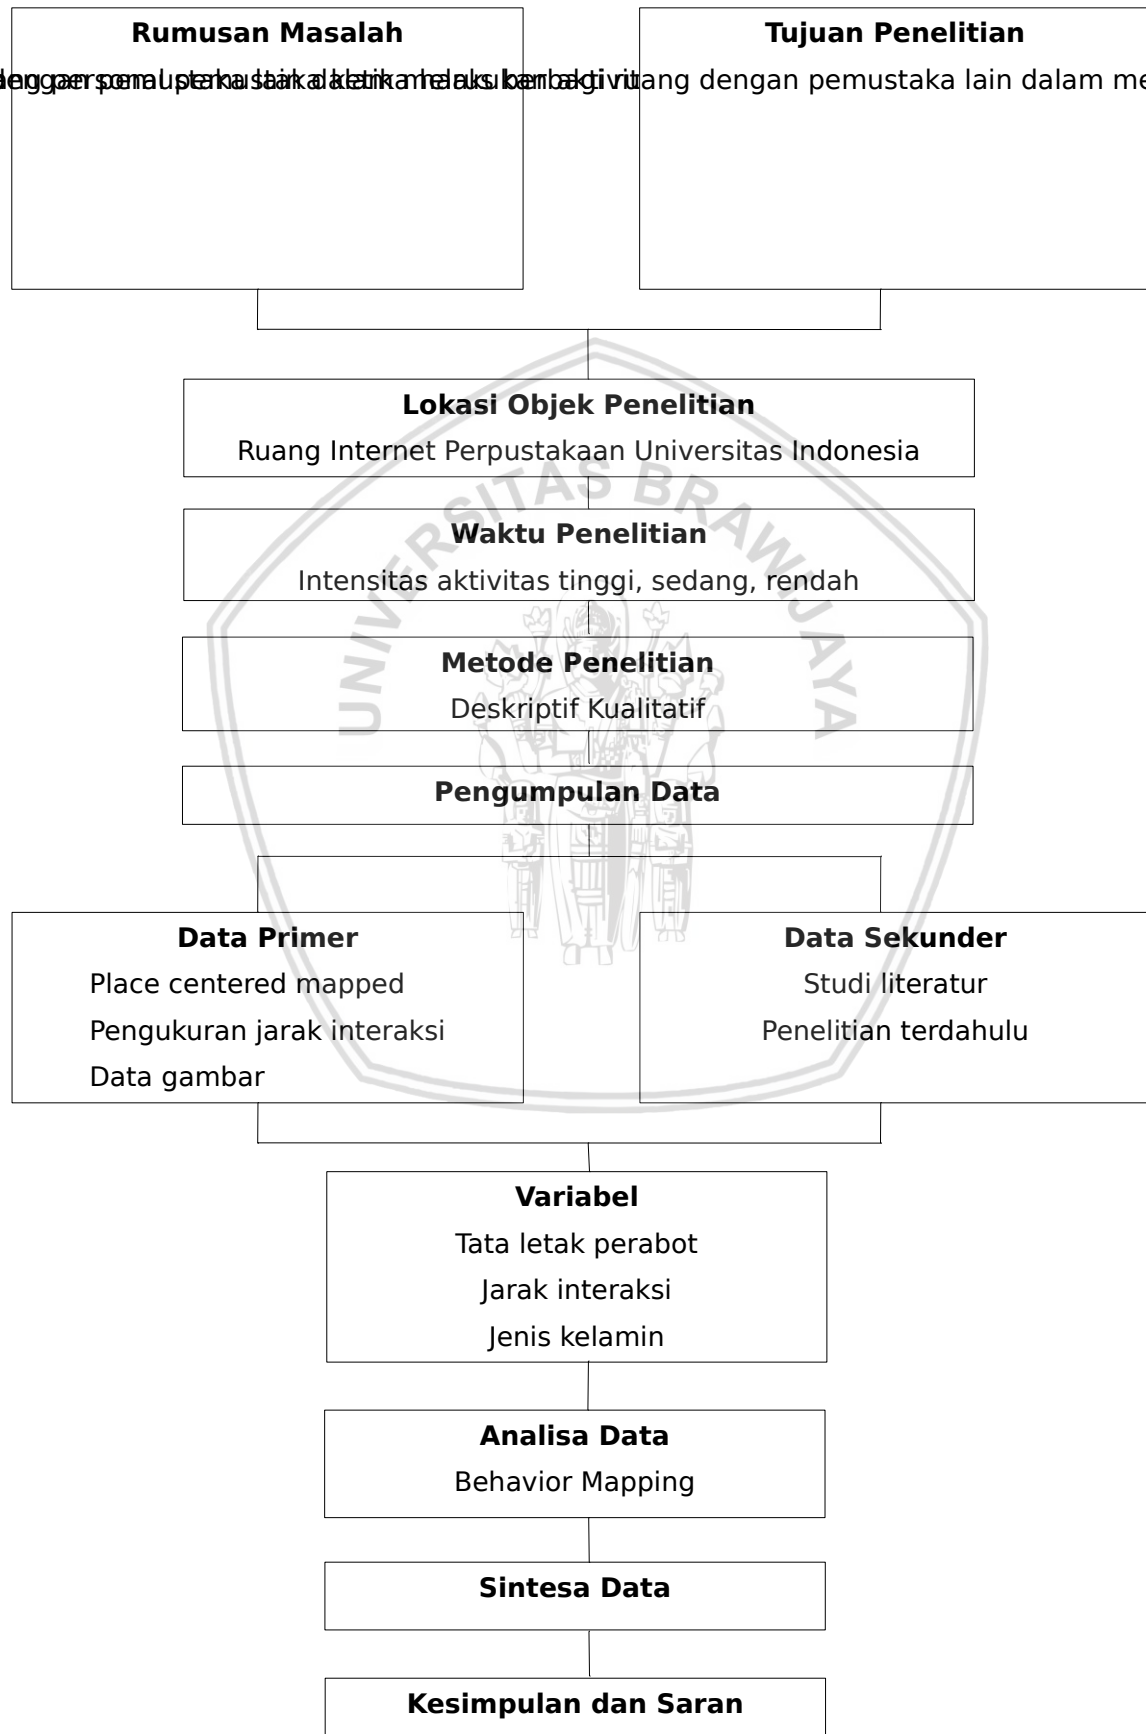 Rumusan Masalah
Tujuan Penelitian
ruang dengan pemustaka lain dalam
Lokasi Objek Penelitian
Ruang Internet Perpustakaan Universitas Indonesia
UNIVERSITAS BRAWIJAYA
Waktu Penelitian
Intensitas aktivitas tinggi, sedang, rendah
Metode Penelitian
Deskriptif Kualitatif
Pengumpulan Data
Data Primer
Place centered mapped
Pengukuran jarak interaksi
Data gambar
Data Sekunder
Studi literatur
Penelitian terdahulu
Variabel
Tata letak perabot
Jarak interaksi
Jenis kelamin
Analisa Data
Behavior Mapping
Sintesa Data
Kesimpulan dan Saran